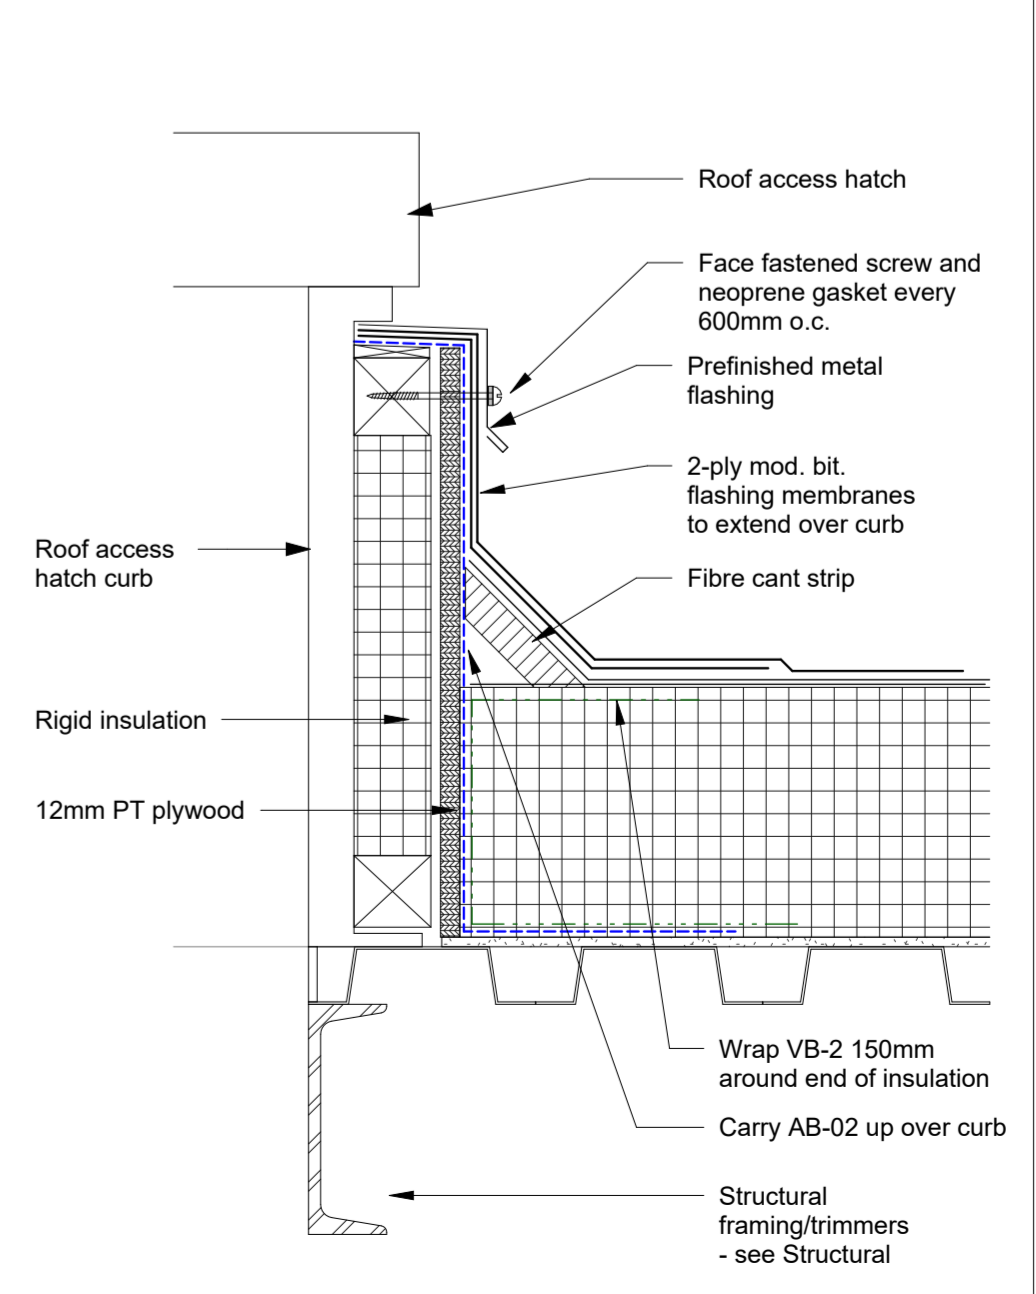 Roof access hatch
Face fastened screw and
neoprene gasket every
600mm o.c.
Prefinished metal
flashing
2-ply mod. bit.
flashing membranes
to extend over curb
Roof access
hatch curb
Fibre cant strip
Rigid insulation
12mm PT plywood
Wrap VB-2 150mm
around end of insulation
Carry AB-02 up over curb
Structural
framing/trimmers
- see Structural